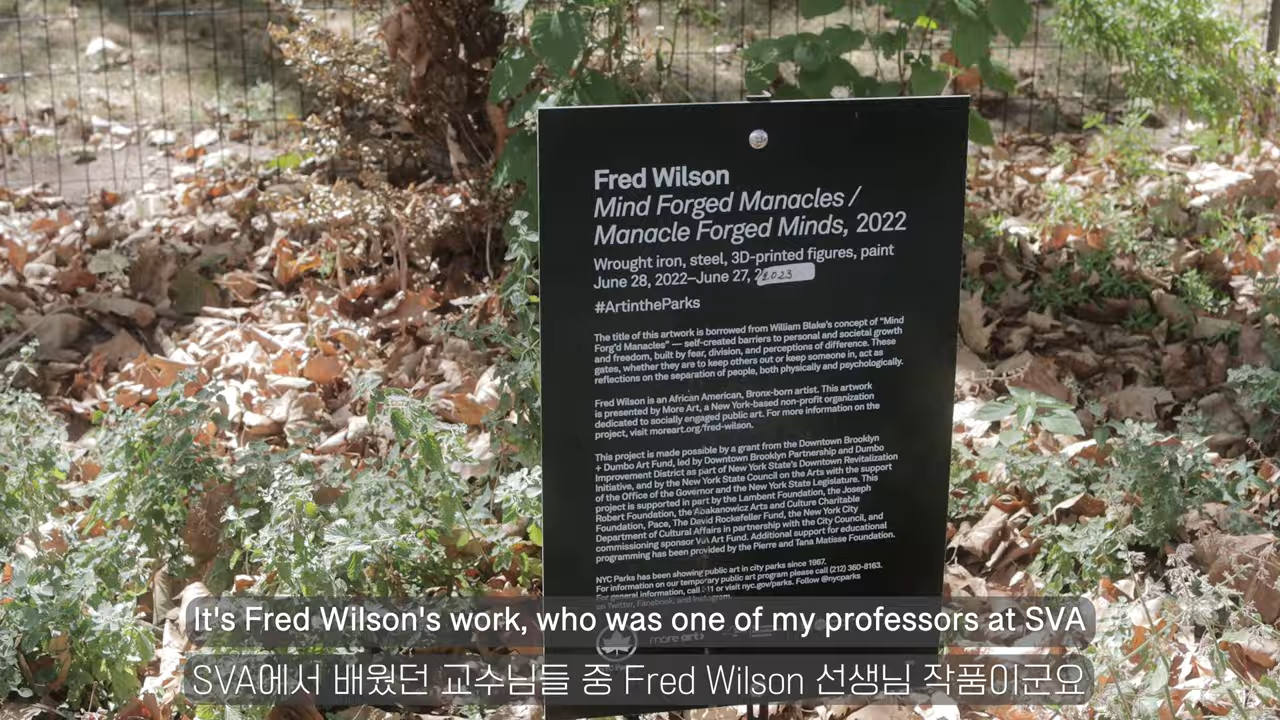 Fred Wilson
Mind Forged Manacles /
Manacle Forged Minds, 2022
Wrought iron, steel, 3D-printed figures, paint
June 28, 2022–June 27, 2023
#ArtintheParks
The title of this artwork is borrowed from William Blake's concept of "Mind
Forg'd Manacles" — self-created barriers to personal and societal growth
and freedom, built by fear, division, and perceptions of difference. These
gates, whether they are to keep others out or keep someone in, act as
reflections on the separation of people, both physically and psychologically.
Fred Wilson is an African American, Bronx-born artist. This artwork
is presented by More Art, a New York-based non-profit organization
dedicated to socially engaged public art. For more information on the
project, visit moreart.org/fred-wilson.
This project is made possible by a grant from the Downtown Brooklyn
+ Dumbo Art Fund, led by Downtown Brooklyn Partnership and Dumbo
Improvement District as part of New York State's Downtown Revitalization
Initiative, and by the New York State Council on the Arts with the support
of the Office of the Governor and the New York State Legislature. This
project is supported in part by the Lambent Foundation, the Joseph
Robert Foundation, the Abakanowicz Arts and Culture Charitable
Foundation, Pace, The David Rockefeller Fund, the New York City
Department of Cultural Affairs in partnership with the City Council, and
commissioning sponsor VIA Art Fund. Additional support for educational
programming has been provided by the Pierre and Tana Matisse Foundation.
NYC Parks has been showing public art in city parks since 1967.
For information on our temporary public art program please call (212) 360-8163.
For general information, call 311 or visit nyc.gov/parks. Follow @nycparks
on Twitter, Facebook, and Instagram.
more art
It's Fred Wilson's work, who was one of my professors at SVA
SVA에서 배웠던 교수님들 중 Fred Wilson 선생님 작품이군요